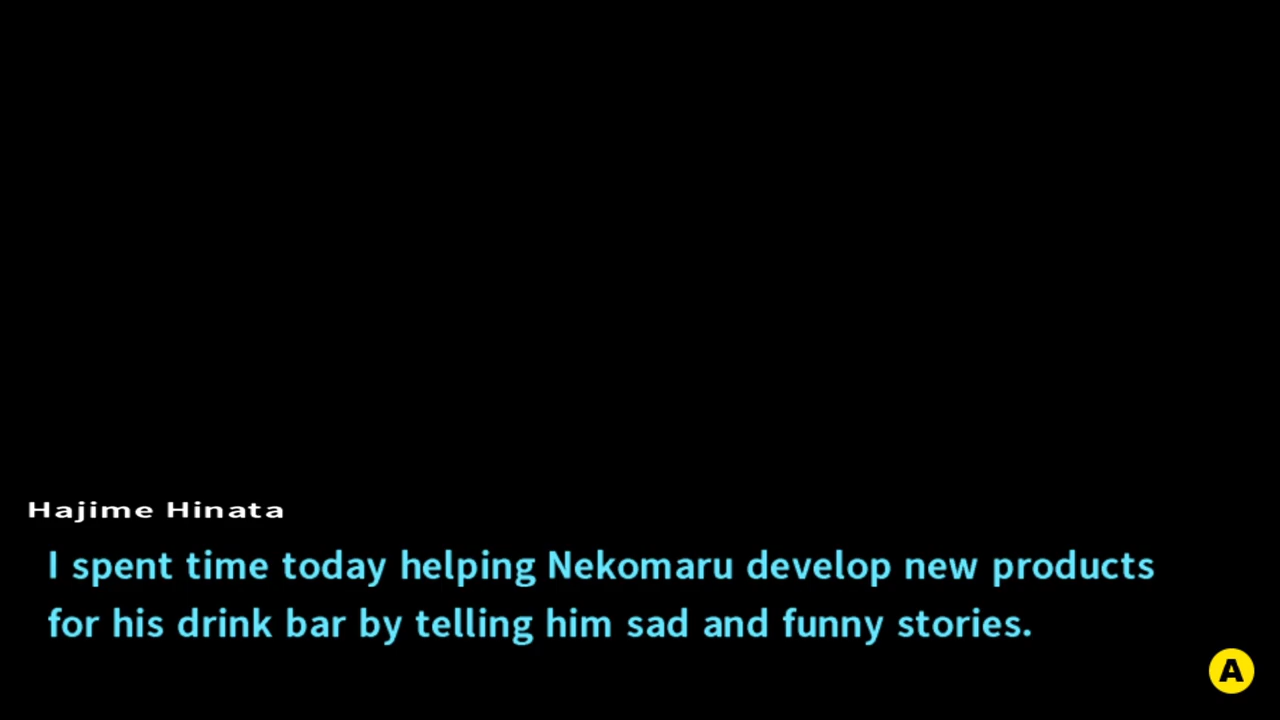 Hajime Hinata
I spent time today helping Nekomaru develop new products
for his drink bar by telling him sad and funny stories.
A